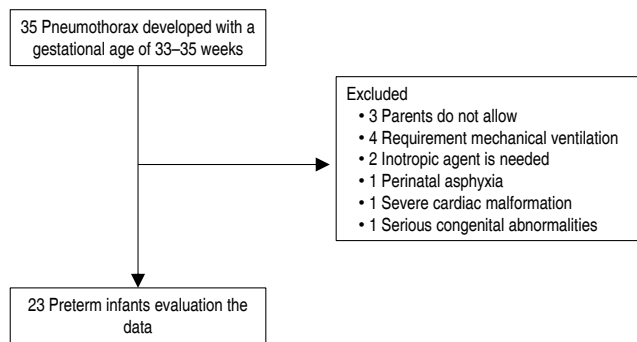 35 Pneumothorax developed with a
gestational age of 33–35 weeks
Excluded
• 3 Parents do not allow
• 4 Requirement mechanical ventilation
• 2 Inotropic agent is needed
• 1 Perinatal asphyxia
• 1 Severe cardiac malformation
• 1 Serious congenital abnormalities
23 Preterm infants evaluation the
data